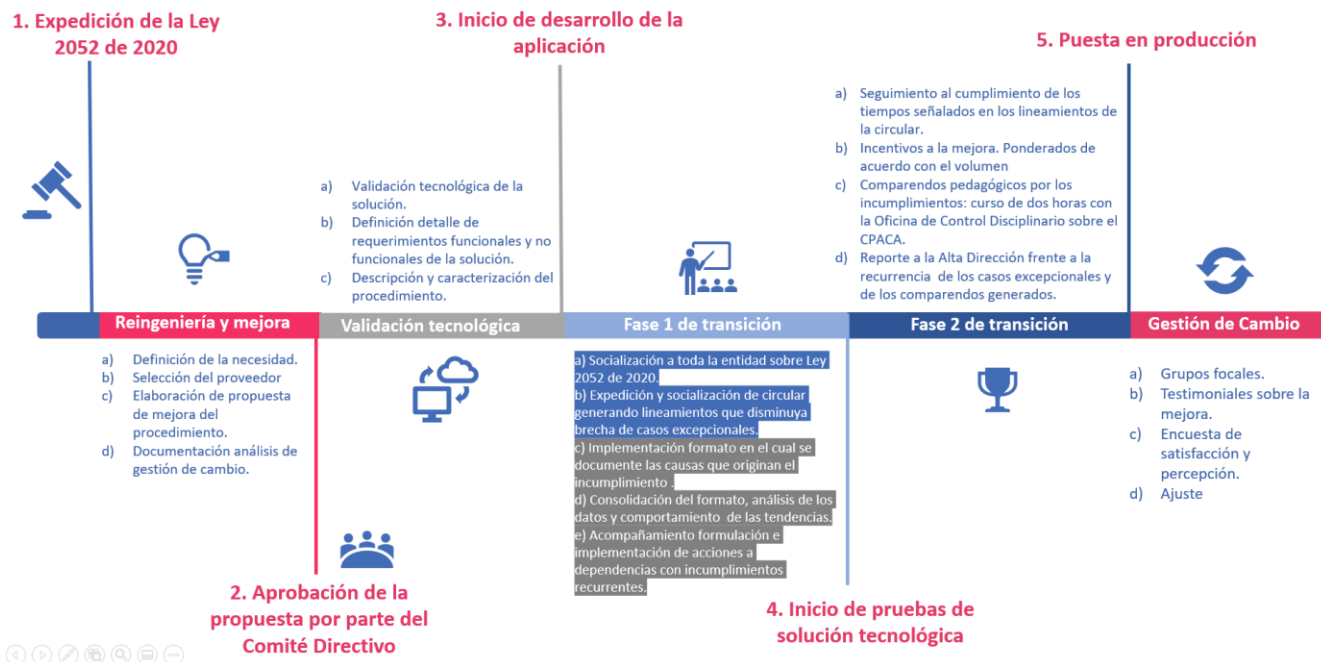 1. Expedición de la Ley
2052 de 2020
3. Inicio de desarrollo de la
aplicación
5. Puesta en producción
a) Seguimiento al cumplimiento de los
tiempos señalados en los lineamientos de
la circular.
b) Incentivos a la mejora. Ponderados de
acuerdo con el volumen
c) Comparendos pedagógicos por los
incumplimientos: curso de dos horas con
la Oficina de Control Disciplinario sobre el
CPACA.
d) Reporte a la Alta Dirección frente a la
recurrencia de los casos excepcionales y
de los comparendos generados.
a) Validación tecnológica de la
solución.
b) Definición detalle de
requerimientos funcionales y no
funcionales de la solución.
c) Descripción y caracterización del
procedimiento.
Reingeniería y mejora
Validación tecnológica
Fase 1 de transición
Fase 2 de transición
Gestión de Cambio
a) Definición de la necesidad.
b) Selección del proveedor
c) Elaboración de propuesta
de mejora del
procedimiento.
d) Documentación análisis de
gestión de cambio.
a) Socialización a toda la entidad sobre Ley
2052 de 2020.
b) Expedición y socialización de circular
generando lineamientos que disminuya
brecha de casos excepcionales.
c) Implementación formato en el cual se
documente las causas que originan el
incumplimiento .
d) Consolidación del formato, análisis de los
datos y comportamiento de las tendencias.
e) Acompañamiento formulación e
implementación de acciones a
dependencias con incumplimientos
recurrentes.
a) Grupos focales.
b) Testimoniales sobre la
mejora.
c) Encuesta de
satisfacción y
percepción.
d) Ajuste
2. Aprobación de la
propuesta por parte del
Comité Directivo
4. Inicio de pruebas de
solución tecnológica